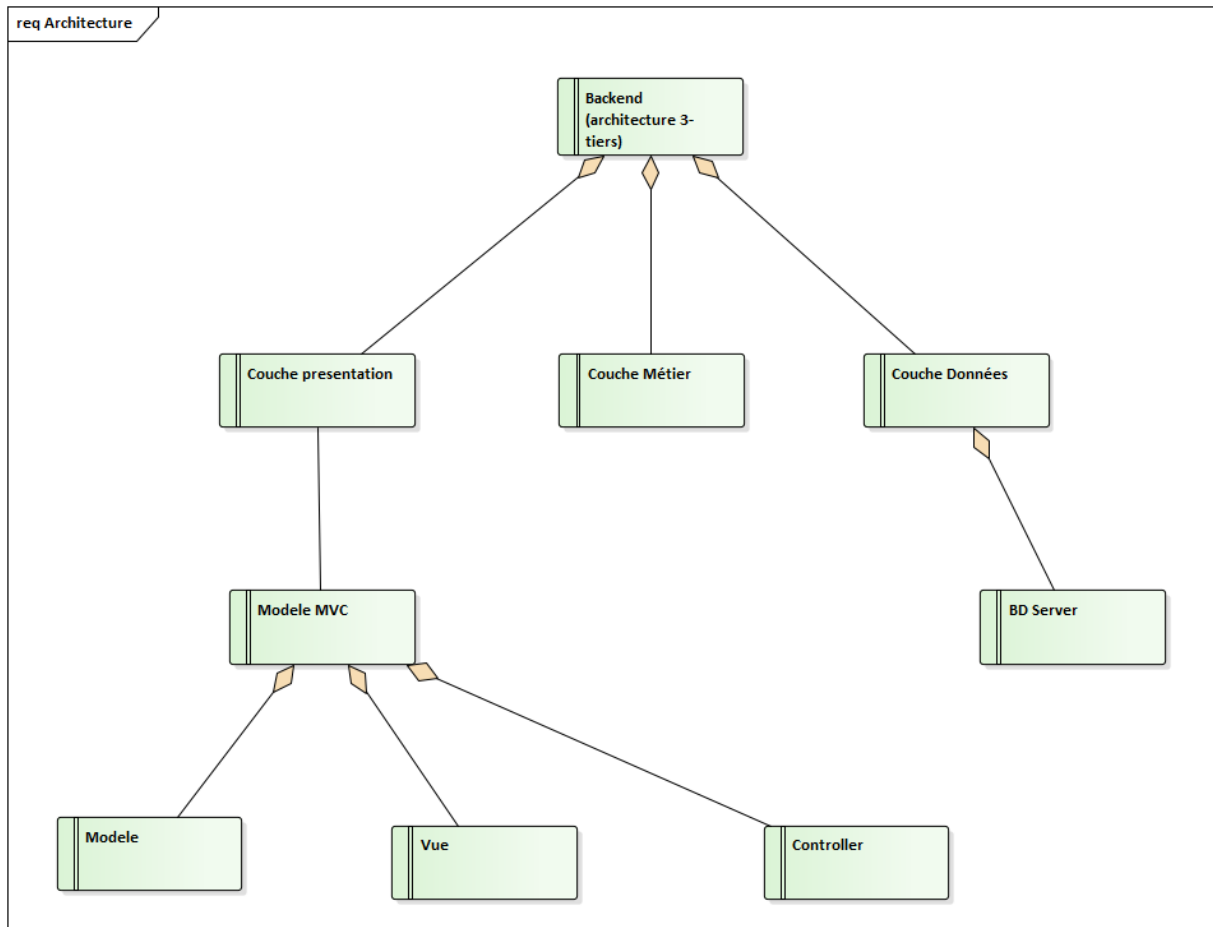 req Architecture
Backend
(architecture 3-
tiers)
Couche presentation
Couche Métier
Couche Données
Modele MVC
BD Server
Modele
Vue
Controller